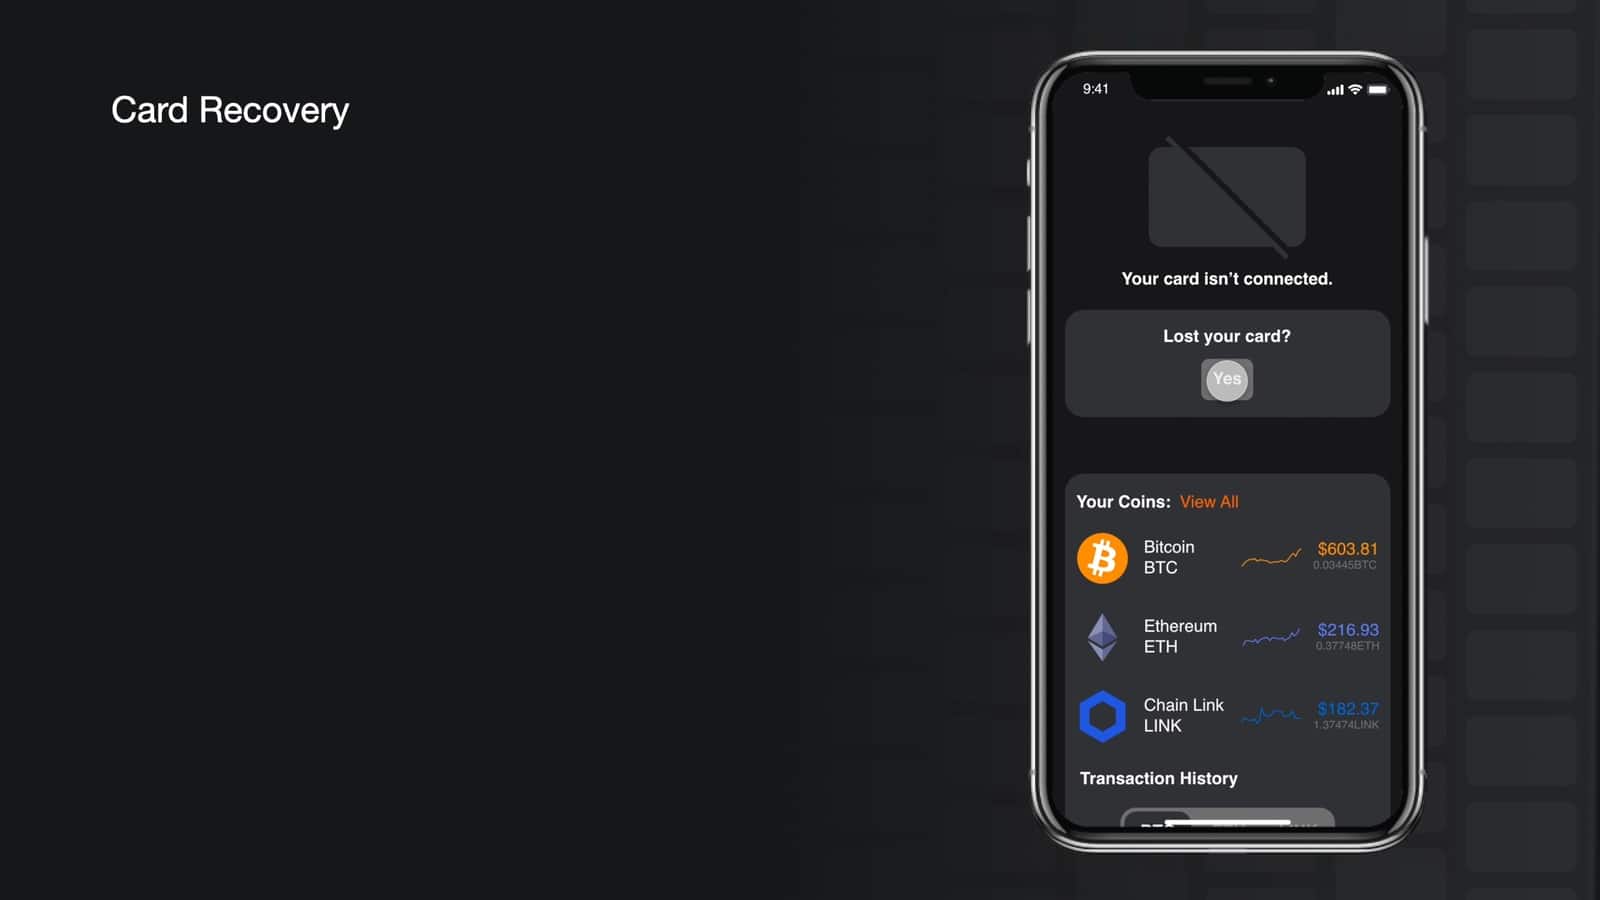 Card Recovery
9:41
Your card isn't connected.
Lost your card?
Yes
Your Coins: View All
Bitcoin
BTC
$603.81
0.03445BTC
Ethereum
ETH
$216.93
0.37748ETH
Chain Link
LINK
$182.37
1.37474LINK
Transaction History